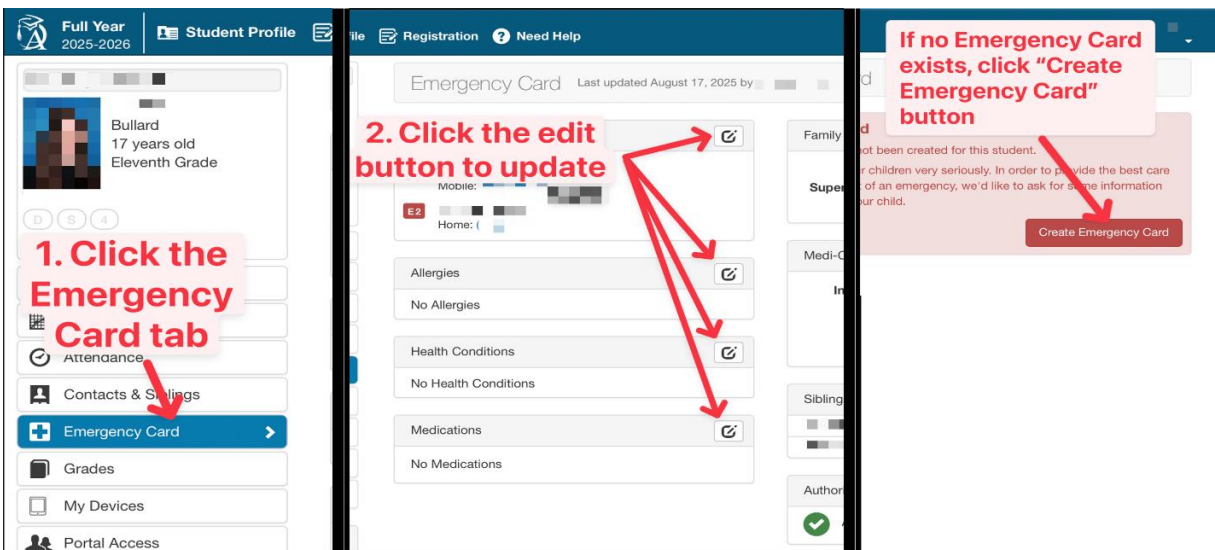 Full Year
2025-2026
Student Profile
Bullard
17 years old
Eleventh Grade
D S 4
1. Click the
Emergency
Card tab
Attendance
Contacts & Siblings
Emergency Card
Grades
My Devices
Portal Access
Registration
Need Help
Emergency Card Last updated August 17, 2025 by
2. Click the edit
button to update
Mobile:
E2
Home: (
Allergies
No Allergies
Health Conditions
No Health Conditions
Medications
No Medications
Family
If no Emergency Card
exists, click “Create
Emergency Card”
button
not been created for this student.
children very seriously. In order to provide the best care
of an emergency, we'd like to ask for some information
our child.
Create Emergency Card